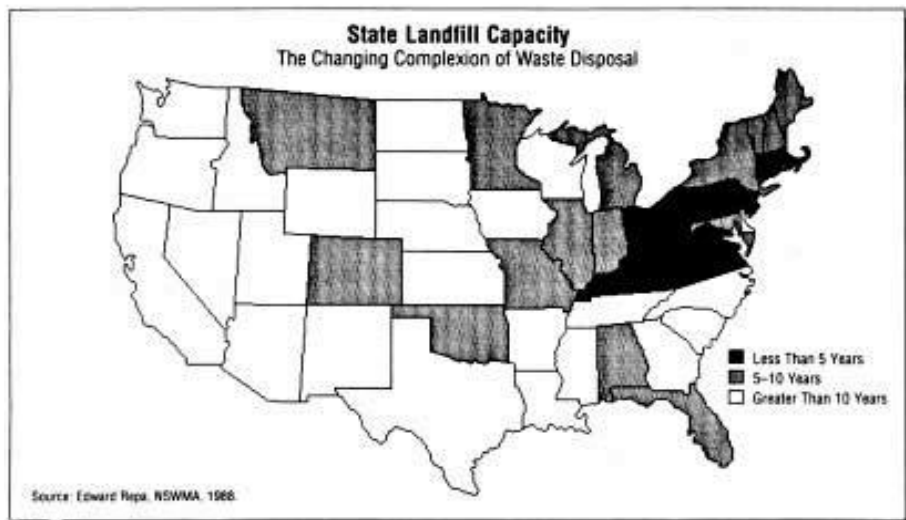 State Landfill Capacity
The Changing Complexion of Waste Disposal
Less Than 5 Years
5–10 Years
Greater Than 10 Years
Source: Edward Repa, NSWMA, 1988.